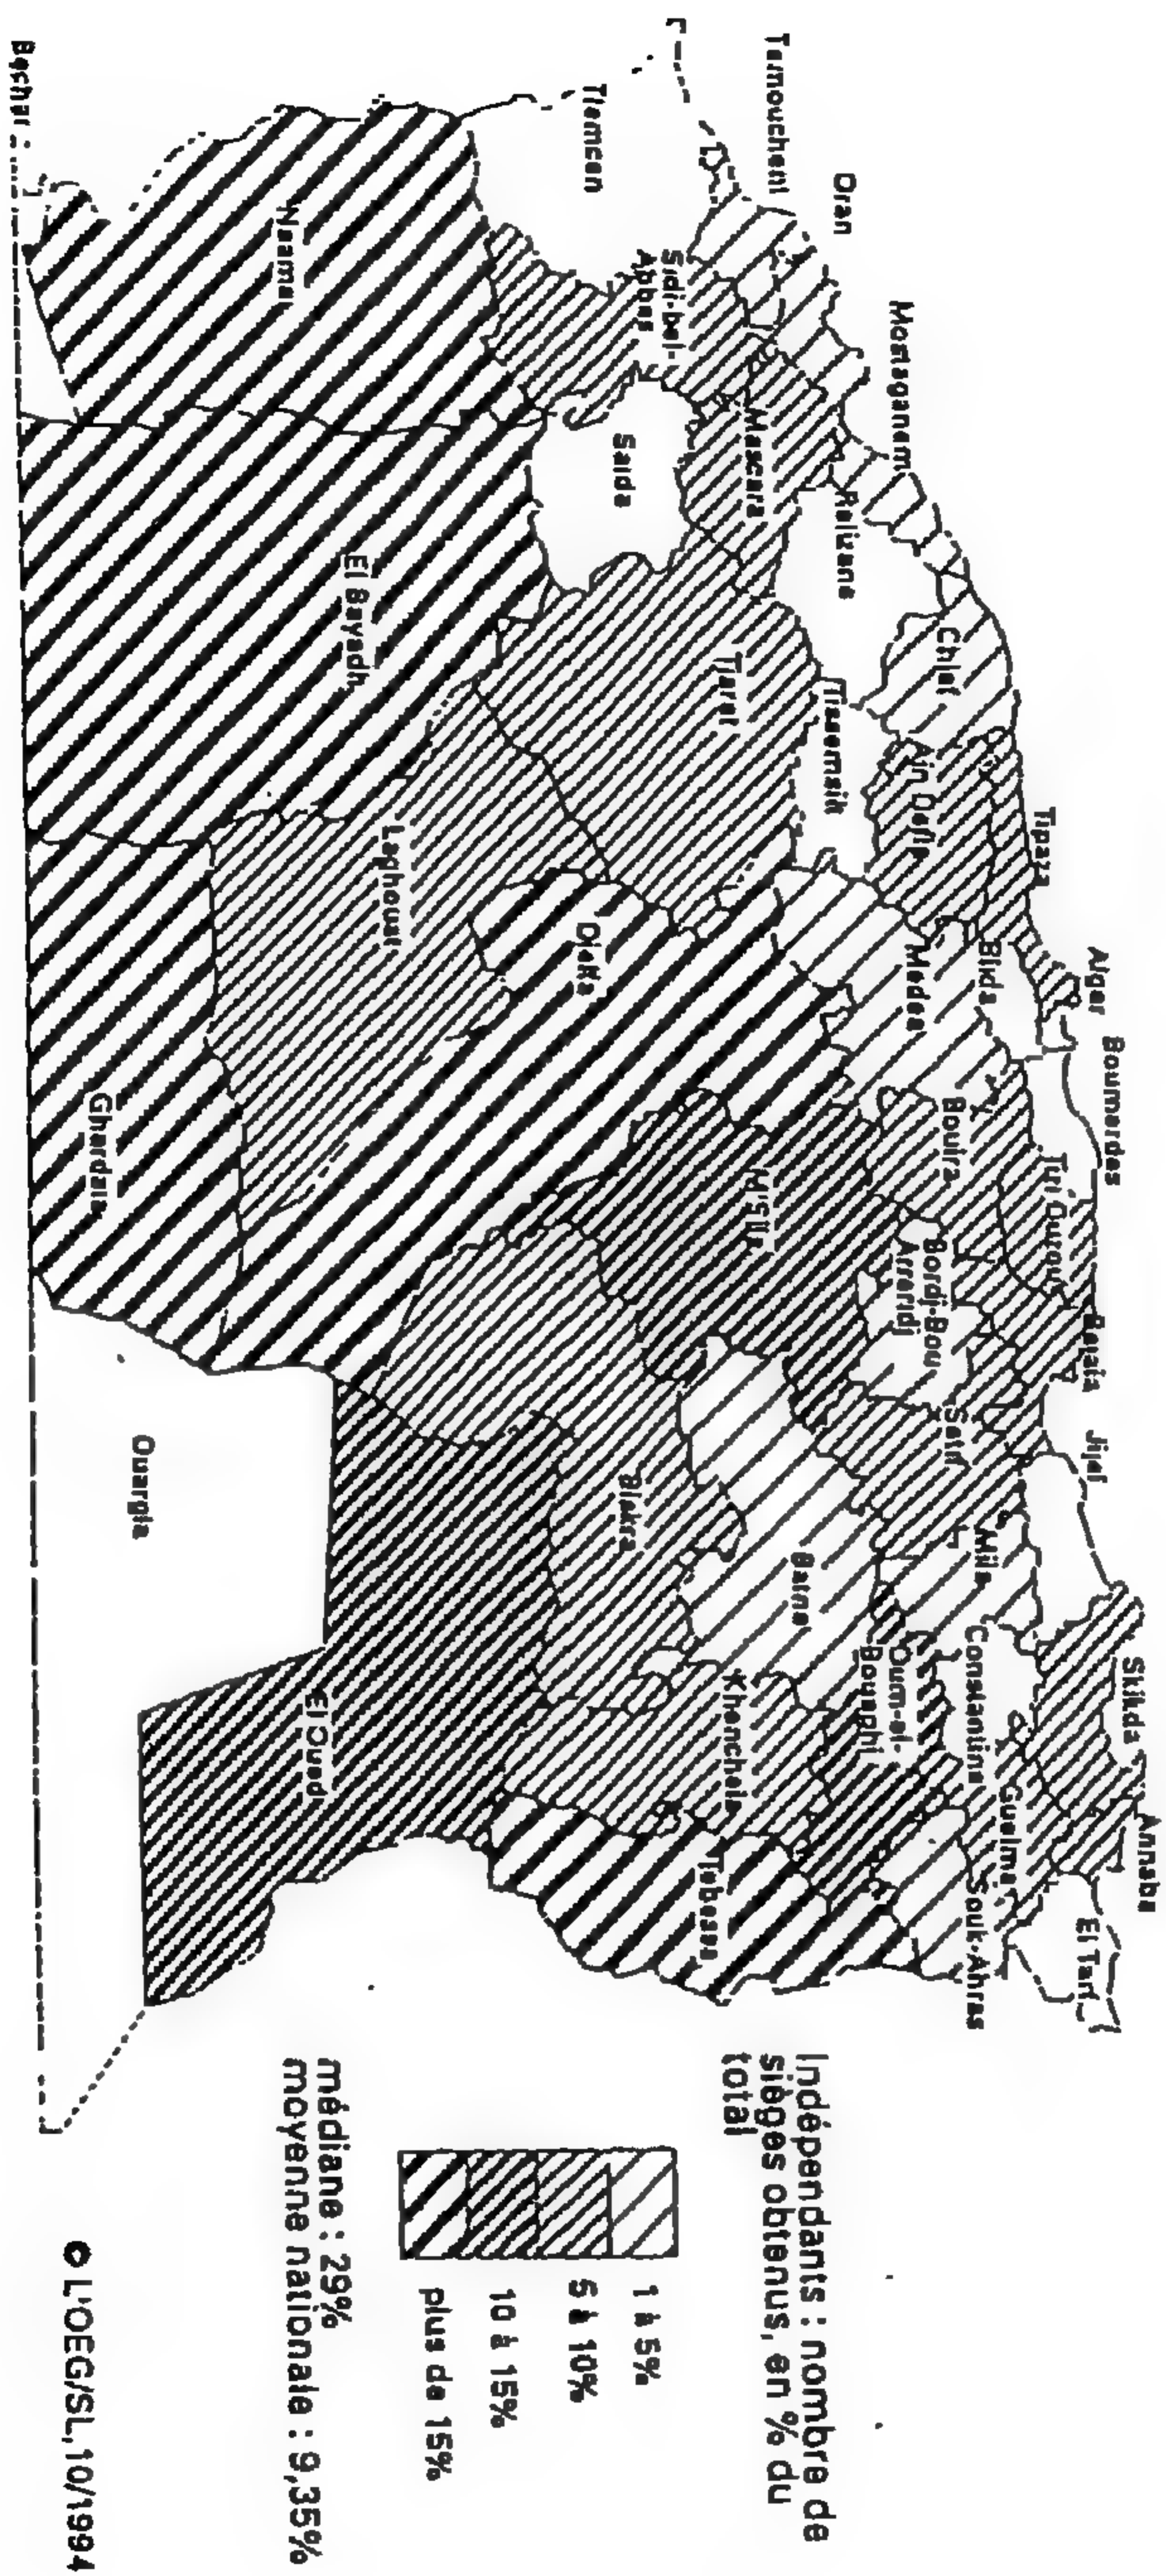 Tamouchent
Oran
Mostaganem
Relizane
Chlef
Tipaza
Alger
Boumerdes
Tlemcen
Sidi-bel-
Abbes
Mascara
Saida
Tiaret
Tissemsilt
Ain Defla
Blida
Medea
Bouira
Tizi Ouzou
Bejaia
Jijel
Skikda
Annaba
El Tarf
Bordj-Bou
Arreridj
Setif
Mila
Constantine
Guelma
Souk-Ahras
Oum-el-
Bouaghi
M'Sila
Batna
Khenchela
Tebessa
Biskra
Djelfa
Laghouat
El Bayadh
Naama
Bechar
Ghardaia
Ouargla
El Oued
Indépendants : nombre de
sièges obtenus, en % du
total
1 à 5%
5 à 10%
10 à 15%
plus de 15%
médiane : 29%
moyenne nationale : 9,35%
L'OEG/SL,10/1994